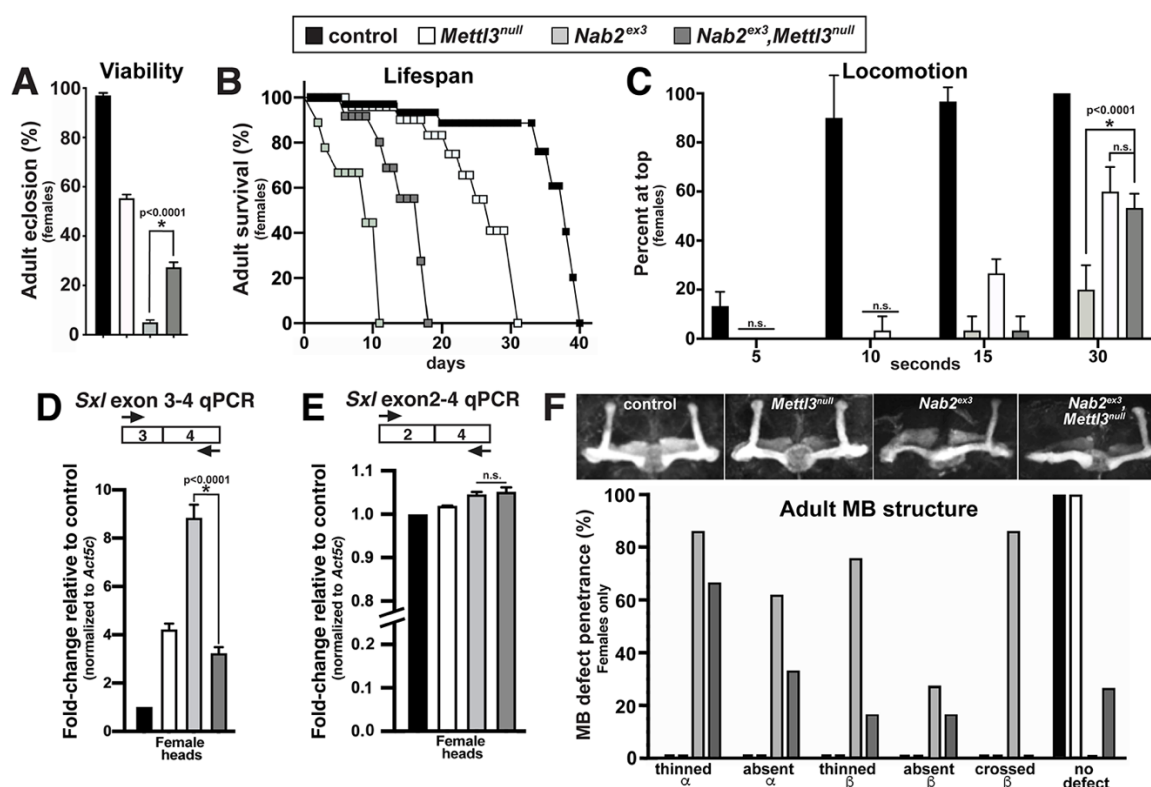 control Mettl3null Nab2ex3 Nab2ex3,Mettl3null
A Viability
Adult eclosion (%)
(females)
100
80
60
40
20
0
p<0.0001
*
B Lifespan
Adult survival (%)
(females)
100
80
60
40
20
0
0 10 20 30 40
days
C Locomotion
Percent at top
(females)
100
80
60
40
20
0
n.s.
n.s.
p<0.0001
*
n.s.
5 10 15 30
seconds
D Sxl exon 3-4 qPCR
3 4
Fold-change relative to control
(normalized to Act5c)
10
8
6
4
2
0
p<0.0001
*
Female
heads
E Sxl exon2-4 qPCR
2 4
Fold-change relative to control
(normalized to Act5c)
1.1
1.0
0.9
0.8
0.2
0.1
0.0
n.s.
Female
heads
F
control Mettl3null Nab2ex3 Nab2ex3,
Mettl3null
Adult MB structure
MB defect penetrance (%)
Females only
100
80
60
40
20
0
thinned absent thinned absent crossed no
α α β β β defect